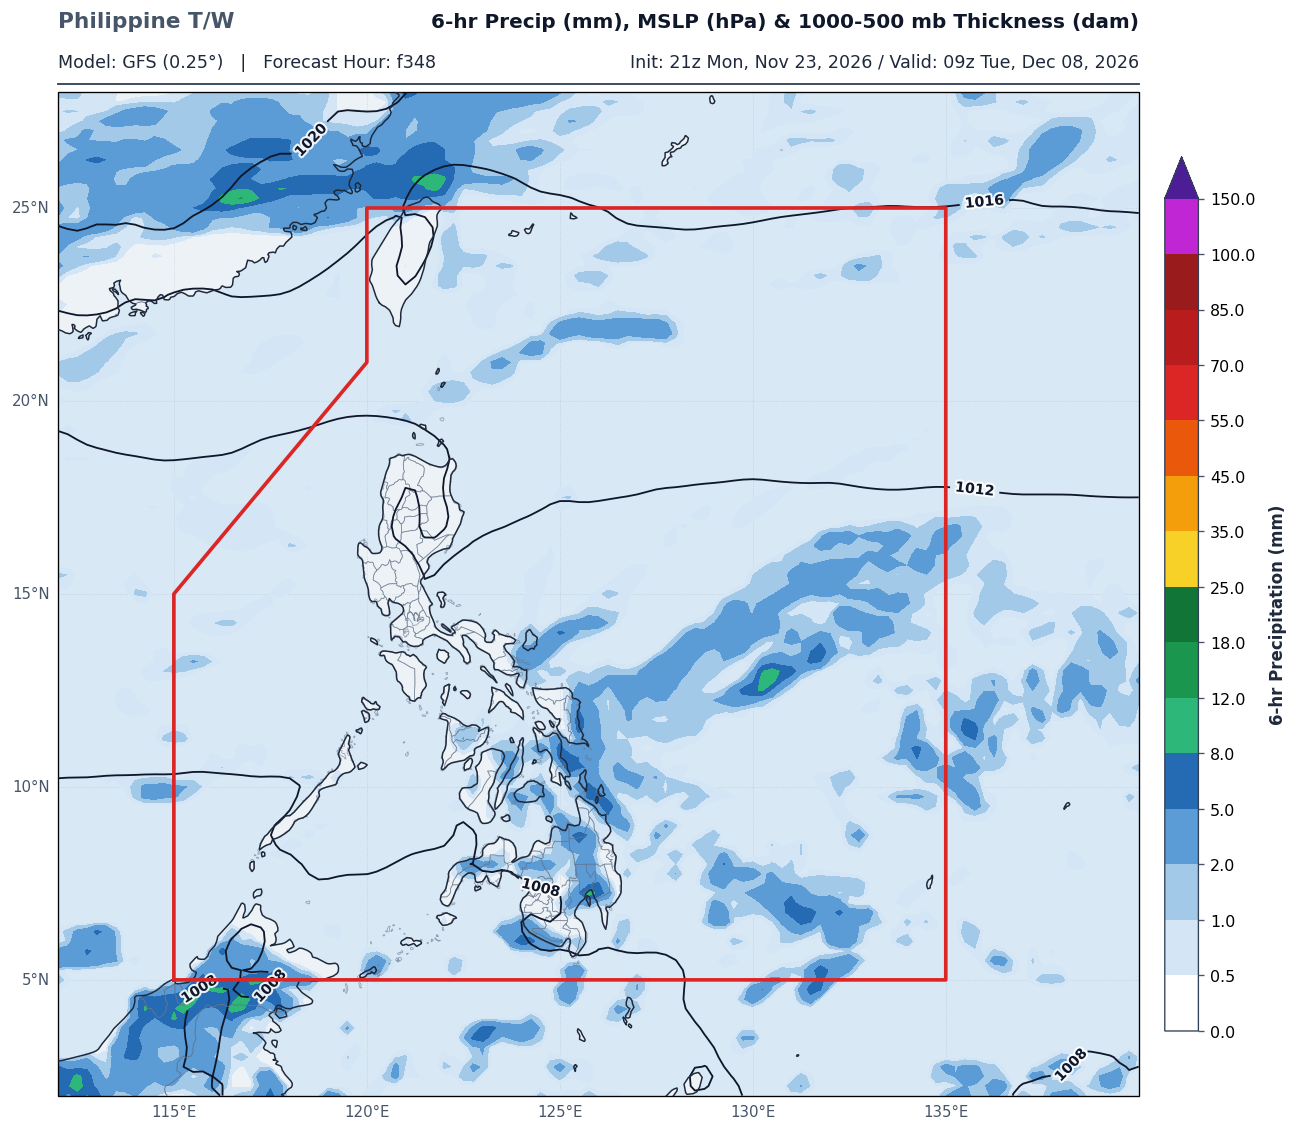 Philippine T/W
6-hr Precip (mm), MSLP (hPa) & 1000-500 mb Thickness (dam)
Model: GFS (0.25°) | Forecast Hour: f348
Init: 21z Mon, Nov 23, 2026 / Valid: 09z Tue, Dec 08, 2026
1020
1016
1012
1008
1008
1008
1008
25°N
20°N
15°N
10°N
5°N
115°E
120°E
125°E
130°E
135°E
150.0
100.0
85.0
70.0
55.0
45.0
35.0
25.0
18.0
12.0
8.0
5.0
2.0
1.0
0.5
0.0
6-hr Precipitation (mm)